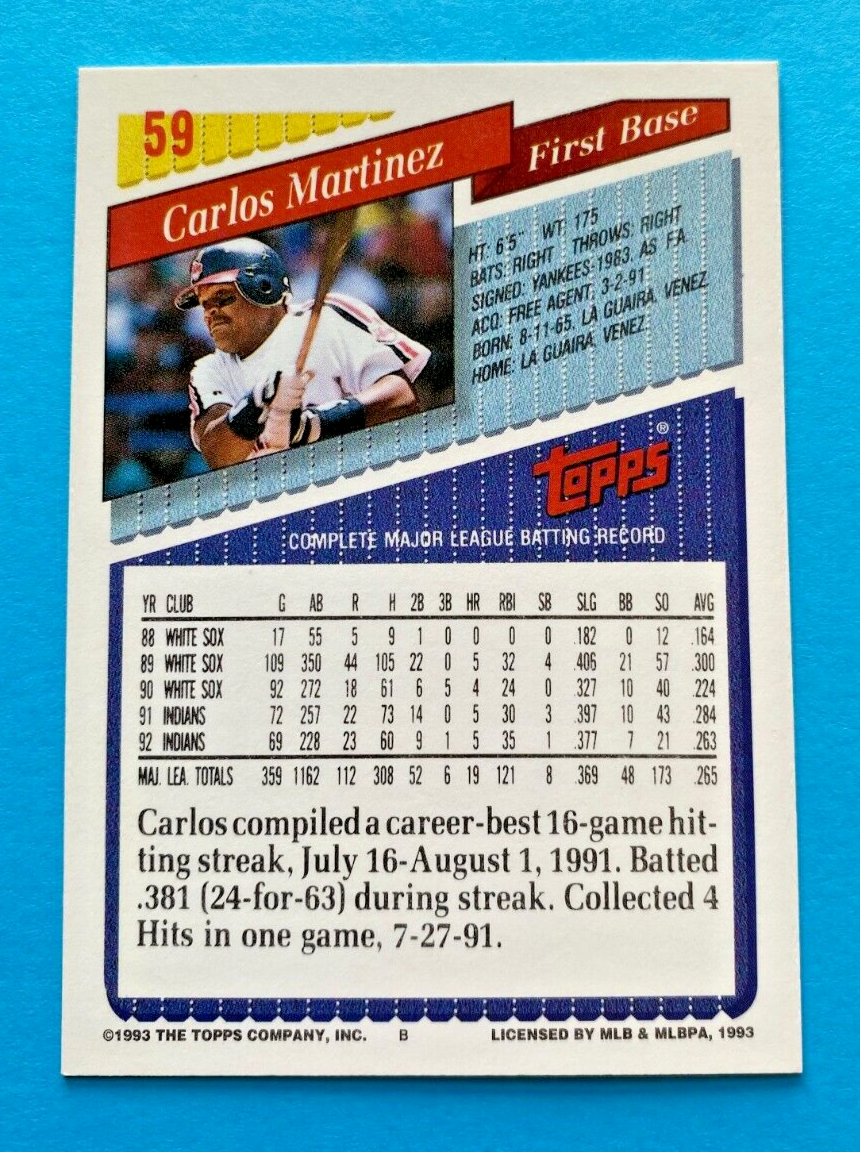 59
Carlos Martinez
First Base
HT: 6'5" WT: 175
BATS: RIGHT THROWS: RIGHT
SIGNED: YANKEES-1983, AS F.A.
ACQ: FREE AGENT, 3-2-91
BORN: 8-11-65, LA GUAIRA, VENEZ.
HOME: LA GUAIRA, VENEZ.
TOPPS®
COMPLETE MAJOR LEAGUE BATTING RECORD
YR CLUB G AB R H 2B 3B HR RBI SB SLG BB SO AVG
88 WHITE SOX 17 55 5 9 1 0 0 0 0 .182 0 12 .164
89 WHITE SOX 109 350 44 105 22 0 5 32 4 .406 21 57 .300
90 WHITE SOX 92 272 18 61 6 5 4 24 0 .327 10 40 .224
91 INDIANS 72 257 22 73 14 0 5 30 3 .397 10 43 .284
92 INDIANS 69 228 23 60 9 1 5 35 1 .377 7 21 .263
MAJ. LEA. TOTALS 359 1162 112 308 52 6 19 121 8 .369 48 173 .265
Carlos compiled a career-best 16-game hit-
ting streak, July 16-August 1, 1991. Batted
.381 (24-for-63) during streak. Collected 4
Hits in one game, 7-27-91.
©1993 THE TOPPS COMPANY, INC. B LICENSED BY MLB & MLBPA, 1993